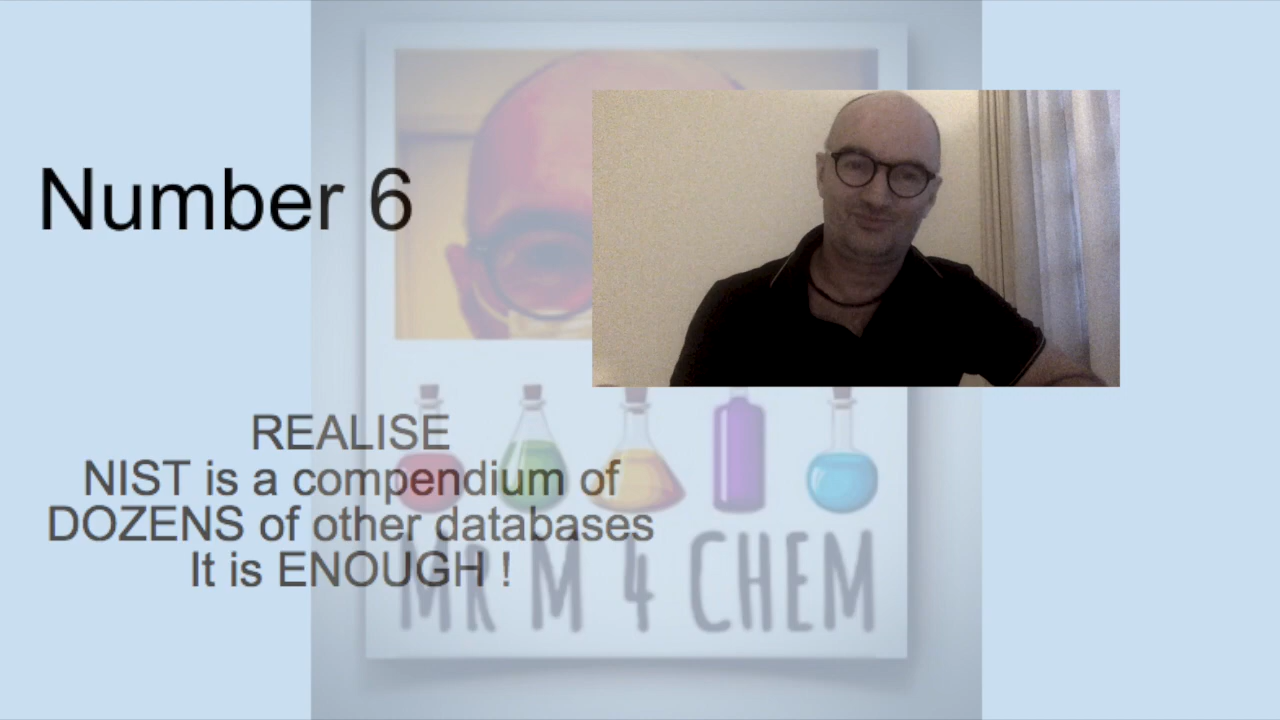 Number 6
REALISE
NIST is a compendium of
DOZENS of other databases
It is ENOUGH !
MR M 4 CHEM